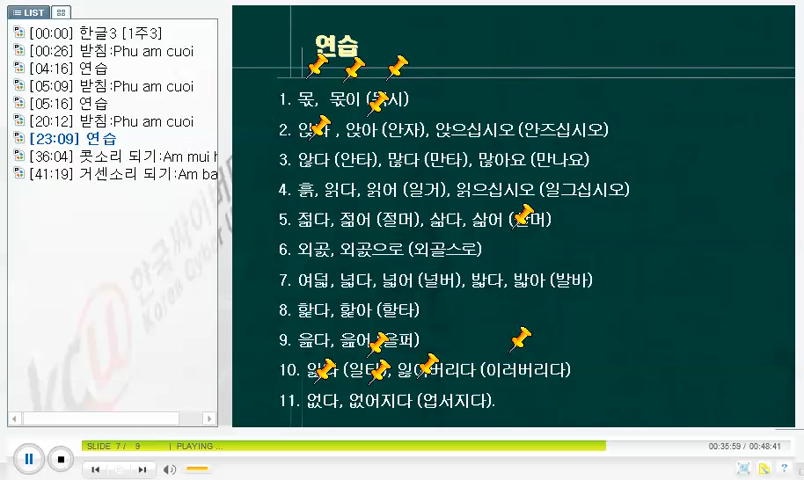 LIST
[00:00] 한글3 [1주3]
[00:26] 받침:Phu am cuoi
[04:16] 연습
[05:09] 받침:Phu am cuoi
[05:16] 연습
[20:12] 받침:Phu am cuoi
[23:09] 연습
[36:04] 콧소리 되기:Am mui h
[41:19] 거센소리 되기:Am ba
연습
1. 몫, 몫이 (시)
2. , 앉아 (안자), 앉으십시오 (안즈십시오)
3. 않다 (안타), 많다 (만타), 많아요 (만나요)
4. 흙, 읽다, 읽어 (일거), 읽으십시오 (일그십시오)
5. 젊다, 젊어 (절머), 삶다, 삶어 (머)
6. 외곬, 외곬으로 (외골스로)
7. 여덟, 넓다, 넓어 (널버), 밟다, 밟아 (발바)
8. 핥다, 핥아 (할타)
9. 읊다, 읊어 (을퍼)
10. (일타), 잃어버리다 (이러버리다)
11. 없다, 없어지다 (업서지다).
SLIDE 7 / 9 | PLAYING ...
00:35:59 / 00:48:41